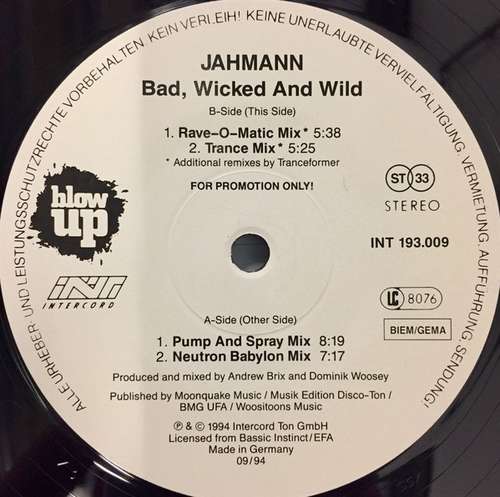 ALLE URHEBER- UND LEISTUNGSSCHUTZRECHTE VORBEHALTEN KEIN VERLEIH! KEINE UNERLAUBTE VERVIELFÄLTIGUNG, VERMIETUNG, AUFFÜHRUNG, SENDUNG!
JAHMANN
Bad, Wicked And Wild
B-Side (This Side)
1. Rave-O-Matic Mix* 5:38
2. Trance Mix* 5:25
* Additional remixes by Tranceformer
FOR PROMOTION ONLY!
blow up
ST 33
STEREO
INT 193.009
INT
INTERCORD
LC 8076
BIEM/GEMA
A-Side (Other Side)
1. Pump And Spray Mix 8:19
2. Neutron Babylon Mix 7:17
Produced and mixed by Andrew Brix and Dominik Woosey
Published by Moonquake Music / Musik Edition Disco-Ton /
BMG UFA / Woositoons Music
℗ & © 1994 Intercord Ton GmbH
Licensed from Bassic Instinct/EFA
Made in Germany
09/94